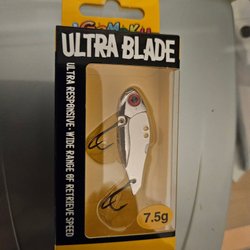 ULTRA BLADE
ULTRA RESPONSIVE - WIDE RANGE OF RETRIEVE SPEED
7.5g